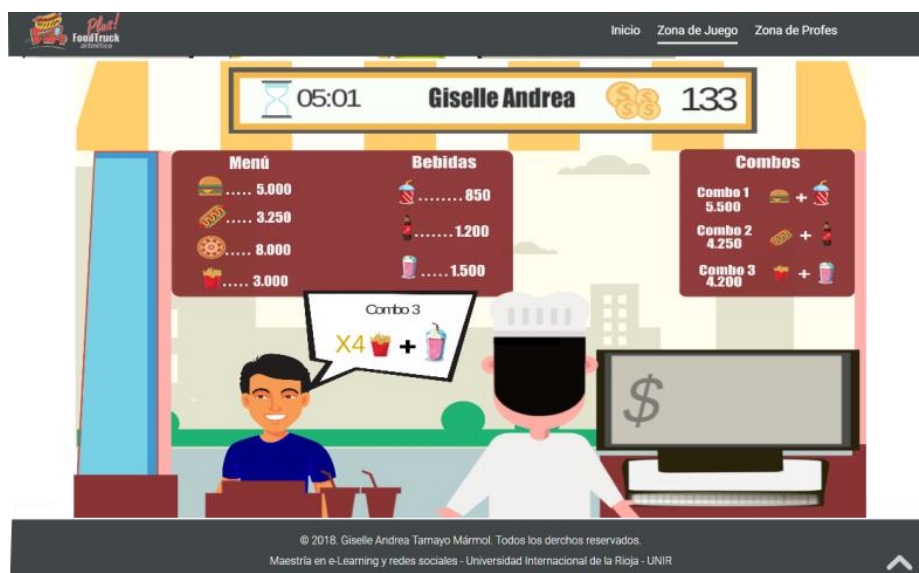 Plus!
FoodTruck
aritmético
Inicio Zona de Juego Zona de Profes
05:01 Giselle Andrea 133
Menú
..... 5.000
..... 3.250
..... 8.000
..... 3.000
Bebidas
........ 850
....... 1.200
..... 1.500
Combos
Combo 1
5.500
+
Combo 2
4.250
+
Combo 3
4.200
+
Combo 3
X4 +
$
© 2018. Giselle Andrea Tamayo Mármol. Todos los derchos reservados.
Maestría en e-Learning y redes sociales - Universidad Internacional de la Rioja - UNIR